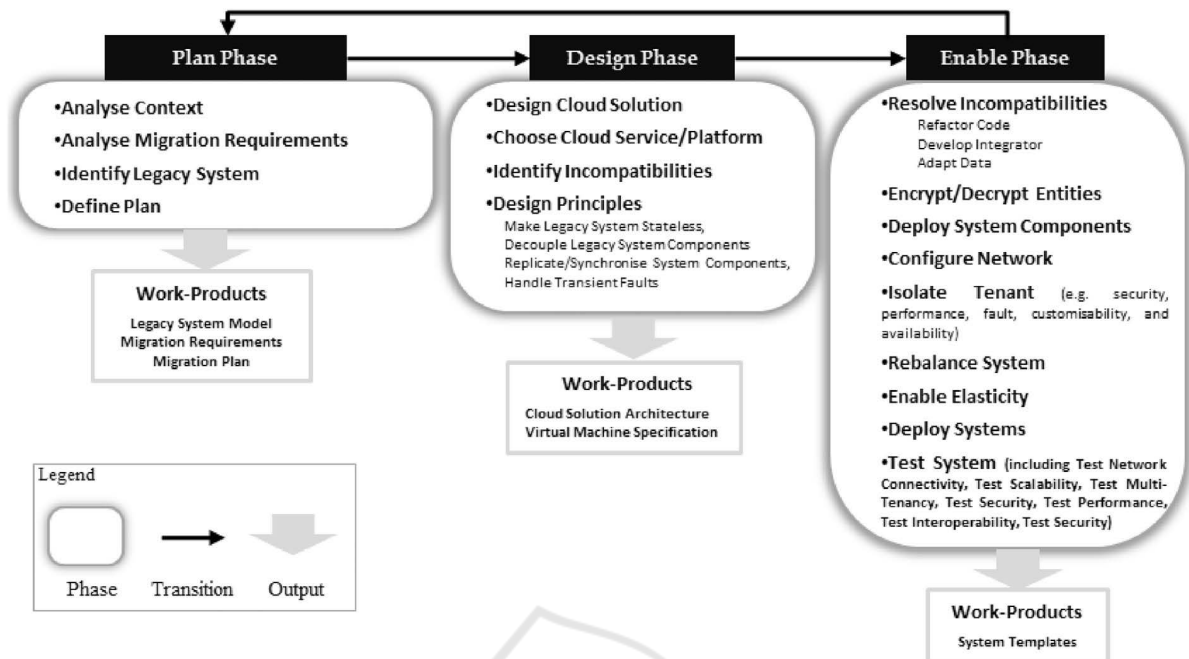 Plan Phase
•Analyse Context
•Analyse Migration Requirements
•Identify Legacy System
•Define Plan
Work-Products
Legacy System Model
Migration Requirements
Migration Plan
Design Phase
•Design Cloud Solution
•Choose Cloud Service/Platform
•Identify Incompatibilities
•Design Principles
Make Legacy System Stateless,
Decouple Legacy System Components
Replicate/Synchronise System Components,
Handle Transient Faults
Work-Products
Cloud Solution Architecture
Virtual Machine Specification
Enable Phase
•Resolve Incompatibilities
Refactor Code
Develop Integrator
Adapt Data
•Encrypt/Decrypt Entities
•Deploy System Components
•Configure Network
•Isolate Tenant (e.g. security,
performance, fault, customisability, and
availability)
•Rebalance System
•Enable Elasticity
•Deploy Systems
•Test System (including Test Network
Connectivity, Test Scalability, Test Multi-
Tenancy, Test Security, Test Performance,
Test Interoperability, Test Security)
Work-Products
System Templates
Legend
Phase Transition Output